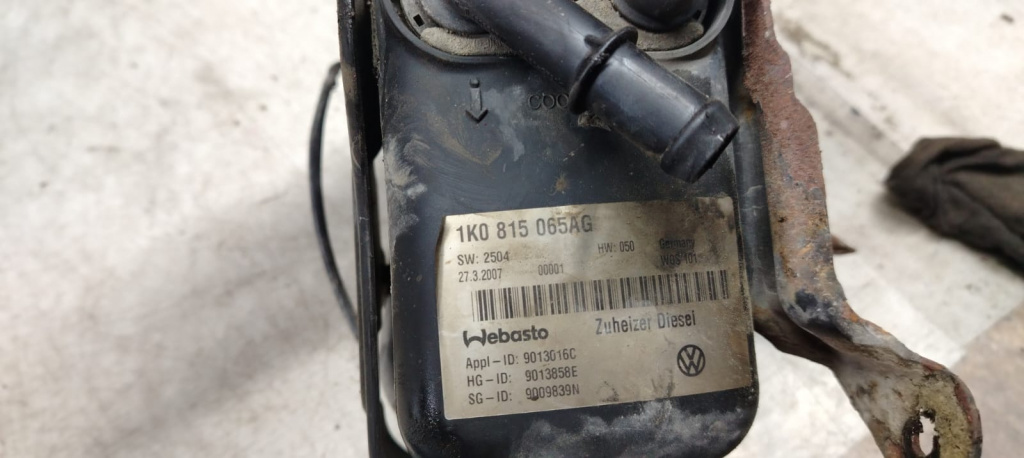 1K0 815 065AG
SW: 2504 HW: 050 Germany
27.3.2007 00001
Webasto Zuheizer Diesel
Appl-ID: 9013016C
HG-ID: 9013858E
SG-ID: 9009839N